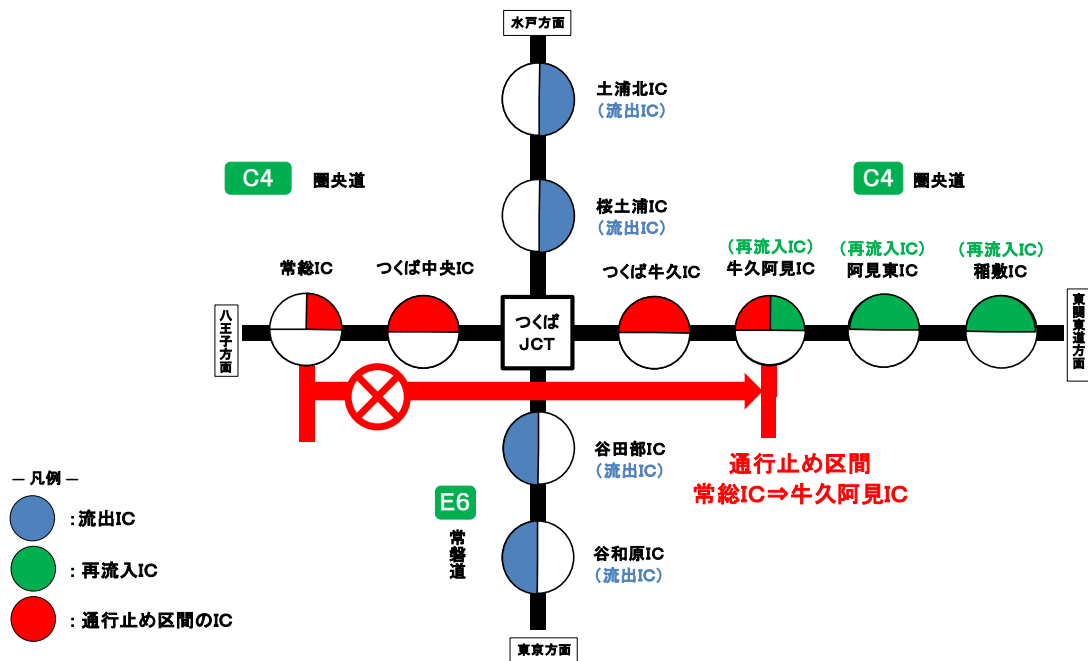 水戸方面
土浦北IC
(流出IC)
C4 圏央道
C4 圏央道
桜土浦IC
(流出IC)
(再流入IC)
(再流入IC)
(再流入IC)
常総IC
つくば中央IC
つくば牛久IC
牛久阿見IC
阿見東IC
稲敷IC
八王子方面
つくば
JCT
東関東道方面
谷田部IC
(流出IC)
通行止め区間
常総IC⇒牛久阿見IC
E6
常磐道
谷和原IC
(流出IC)
東京方面
― 凡例 ―
：流出IC
：再流入IC
：通行止め区間のIC